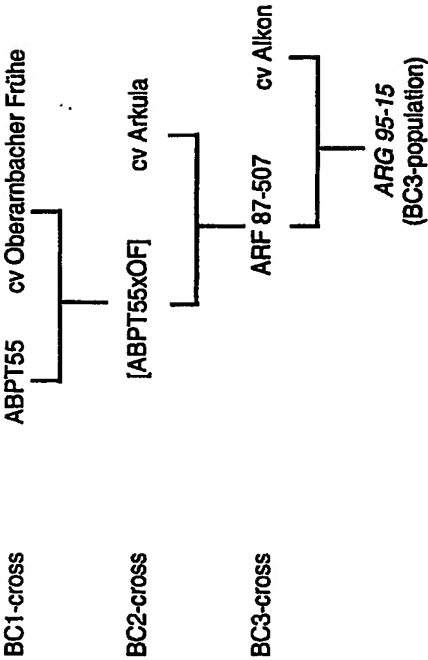 BC1-cross ABPT55 cv Oberarnbacher Frühe
BC2-cross [ABPT55xOF] cv Arkula
BC3-cross ARF 87-507 cv Alkon
ARG 95-15
(BC3-population)